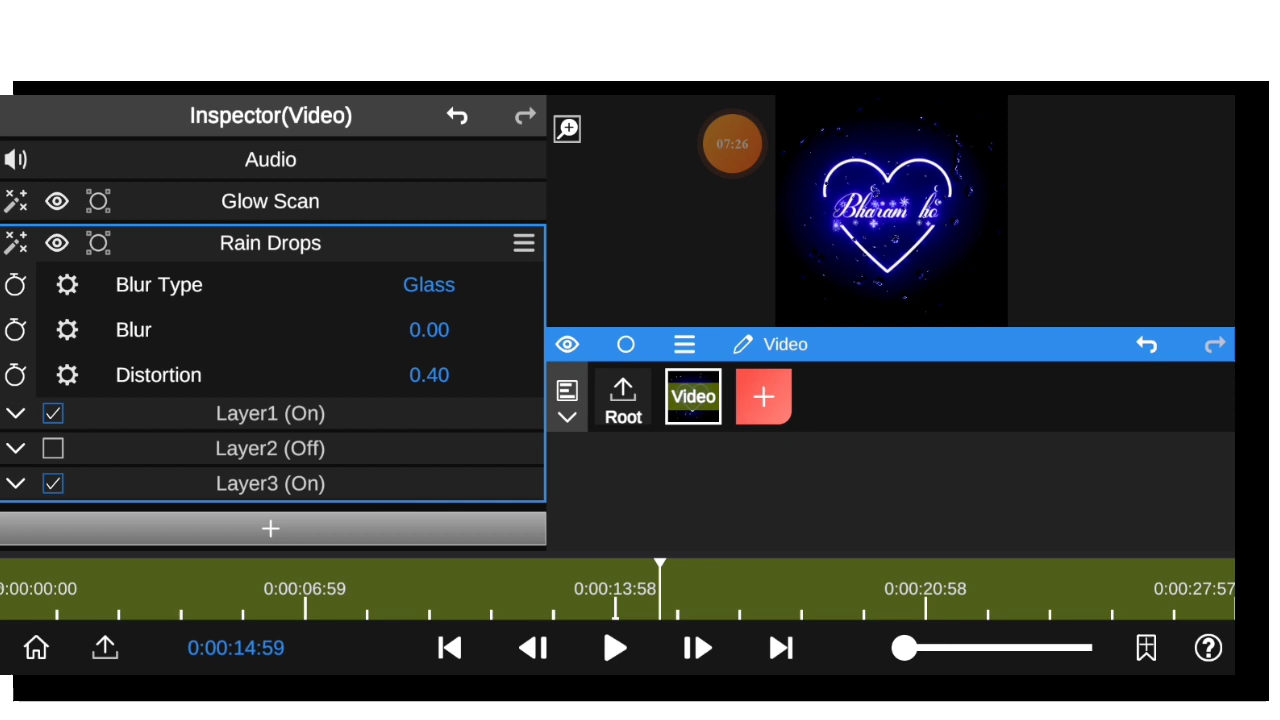 Inspector(Video)
Audio
Glow Scan
Rain Drops
Blur Type Glass
Blur 0.00
Distortion 0.40
Layer1 (On)
Layer2 (Off)
Layer3 (On)
07:26
Bharam ho
Video
Root
Video
0:00:00:00 0:00:06:59 0:00:13:58 0:00:20:58 0:00:27:57
0:00:14:59